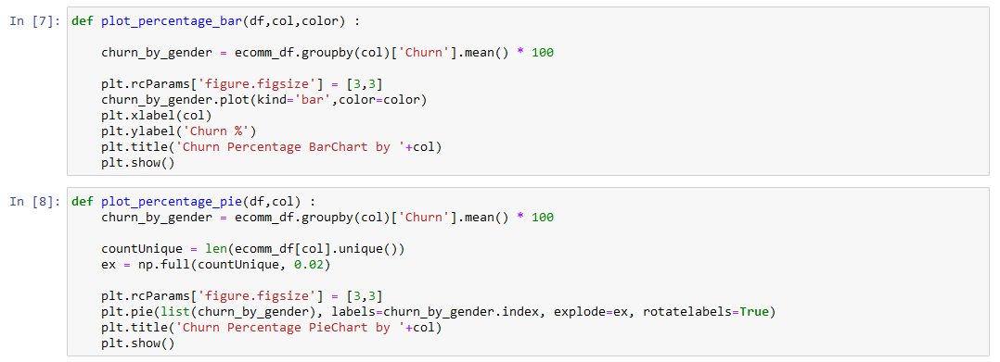 In [7]: def plot_percentage_bar(df,col,color) :
churn_by_gender = ecomm_df.groupby(col)['Churn'].mean() * 100
plt.rcParams['figure.figsize'] = [3,3]
churn_by_gender.plot(kind='bar',color=color)
plt.xlabel(col)
plt.ylabel('Churn %')
plt.title('Churn Percentage BarChart by '+col)
plt.show()
In [8]: def plot_percentage_pie(df,col) :
churn_by_gender = ecomm_df.groupby(col)['Churn'].mean() * 100
countUnique = len(ecomm_df[col].unique())
ex = np.full(countUnique, 0.02)
plt.rcParams['figure.figsize'] = [3,3]
plt.pie(list(churn_by_gender), labels=churn_by_gender.index, explode=ex, rotatelabels=True)
plt.title('Churn Percentage PieChart by '+col)
plt.show()